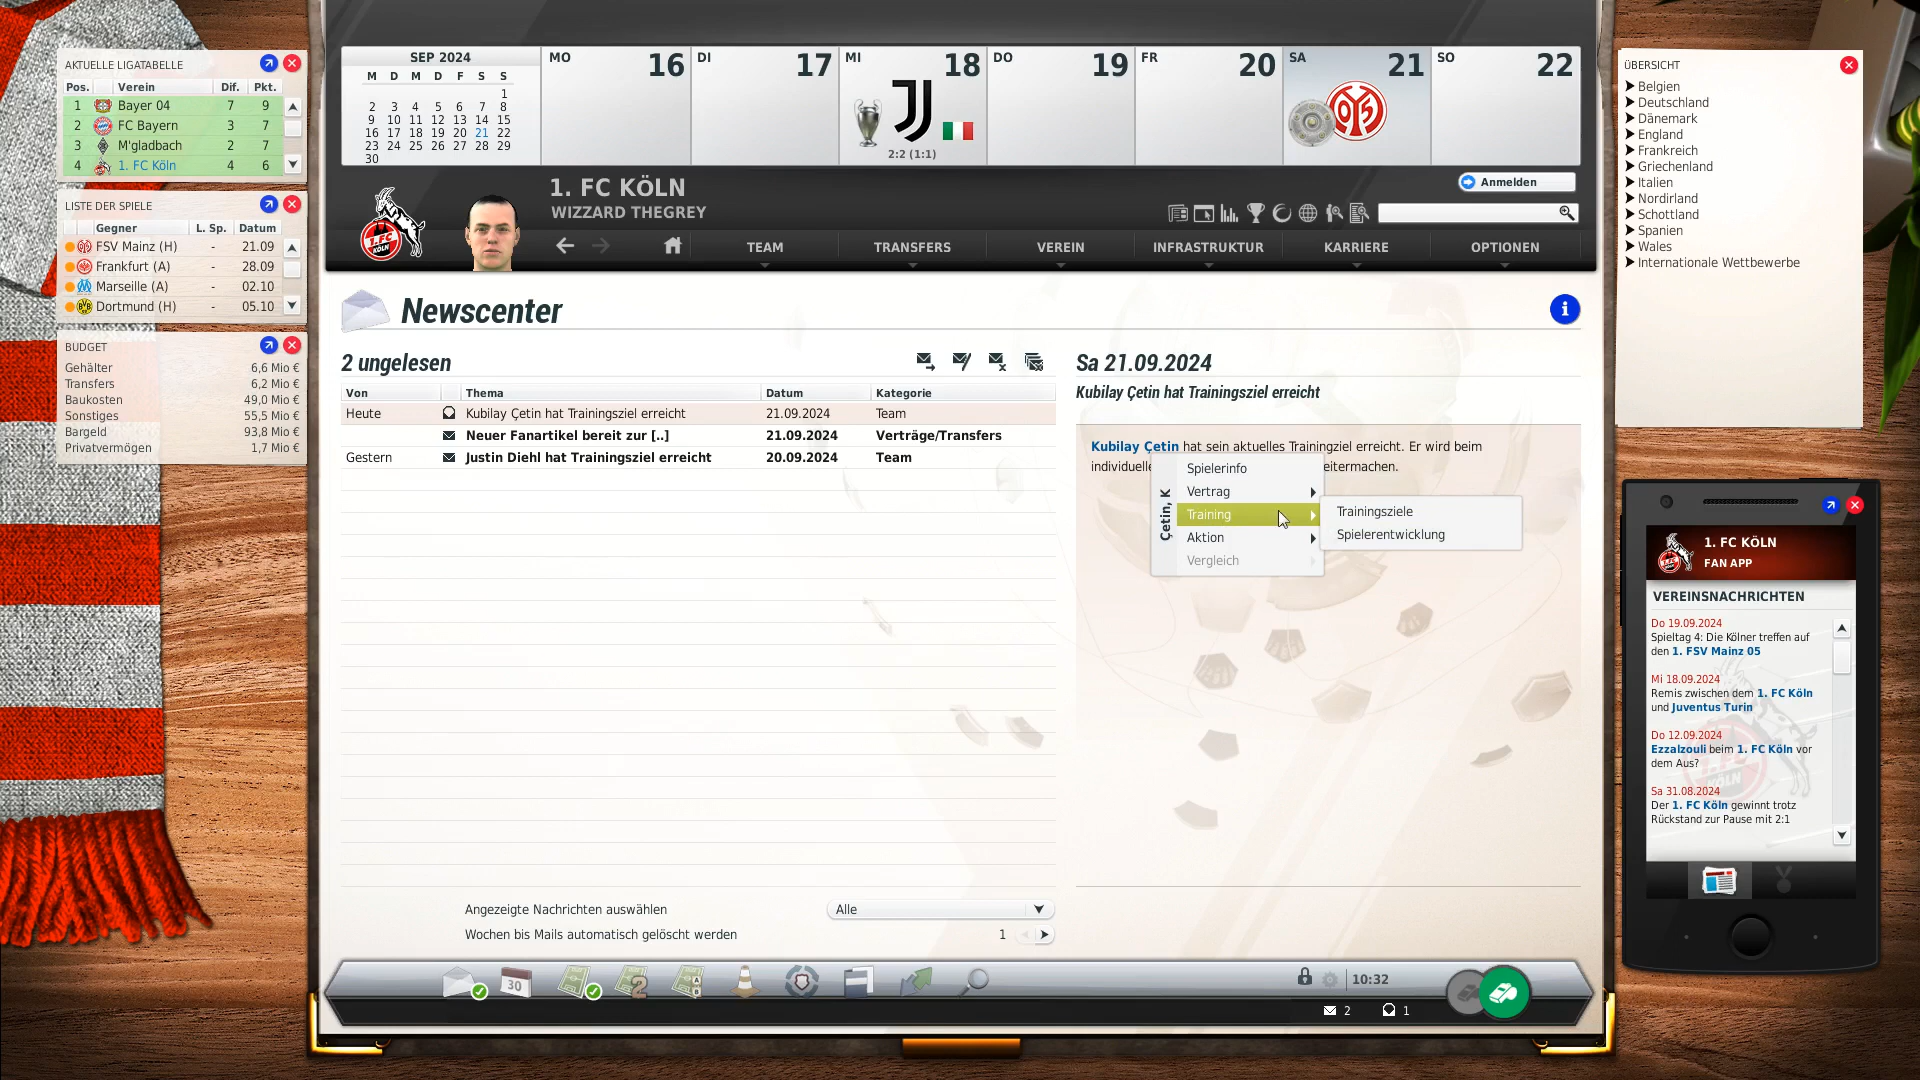 AKTUELLE LIGATABELLE
Pos. Verein Dif. Pkt.
1 Bayer 04 7 9
2 FC Bayern 3 7
3 M'gladbach 2 7
4 1. FC Köln 4 6
LISTE DER SPIELE
Gegner L. Sp. Datum
FSV Mainz (H) - 21.09
Frankfurt (A) - 28.09
Marseille (A) - 02.10
Dortmund (H) - 05.10
BUDGET
Gehälter 6,6 Mio €
Transfers 6,2 Mio €
Baukosten 49,0 Mio €
Sonstiges 55,5 Mio €
Bargeld 93,8 Mio €
Privatvermögen 1,7 Mio €
SEP 2024
M D M D F S S
1
2 3 4 5 6 7 8
9 10 11 12 13 14 15
16 17 18 19 20 21 22
23 24 25 26 27 28 29
30
MO 16
DI 17
MI 18
2:2 (1:1)
DO 19
FR 20
SA 21
SO 22
1. FC KÖLN
WIZZARD THEGREY
Anmelden
TEAM TRANSFERS VEREIN INFRASTRUKTUR KARRIERE OPTIONEN
Newscenter
2 ungelesen
Von Thema Datum Kategorie
Heute Kubilay Çetin hat Trainingsziel erreicht 21.09.2024 Team
Neuer Fanartikel bereit zur [..] 21.09.2024 Verträge/Transfers
Gestern Justin Diehl hat Trainingsziel erreicht 20.09.2024 Team
Angezeigte Nachrichten auswählen Alle
Wochen bis Mails automatisch gelöscht werden 1
Sa 21.09.2024
Kubilay Çetin hat Trainingsziel erreicht
Kubilay Çetin hat sein aktuelles Trainingziel erreicht. Er wird beim
individuelle eitermachen.
Çetin, K
Spielerinfo
Vertrag
Training
Aktion
Vergleich
Trainingsziele
Spielerentwicklung
30
2
10:32
2 1
ÜBERSICHT
Belgien
Deutschland
Dänemark
England
Frankreich
Griechenland
Italien
Nordirland
Schottland
Spanien
Wales
Internationale Wettbewerbe
1. FC KÖLN
FAN APP
VEREINSNACHRICHTEN
Do 19.09.2024
Spieltag 4: Die Kölner treffen auf
den 1. FSV Mainz 05
Mi 18.09.2024
Remis zwischen dem 1. FC Köln
und Juventus Turin
Do 12.09.2024
Ezzalzouli beim 1. FC Köln vor
dem Aus?
Sa 31.08.2024
Der 1. FC Köln gewinnt trotz
Rückstand zur Pause mit 2:1